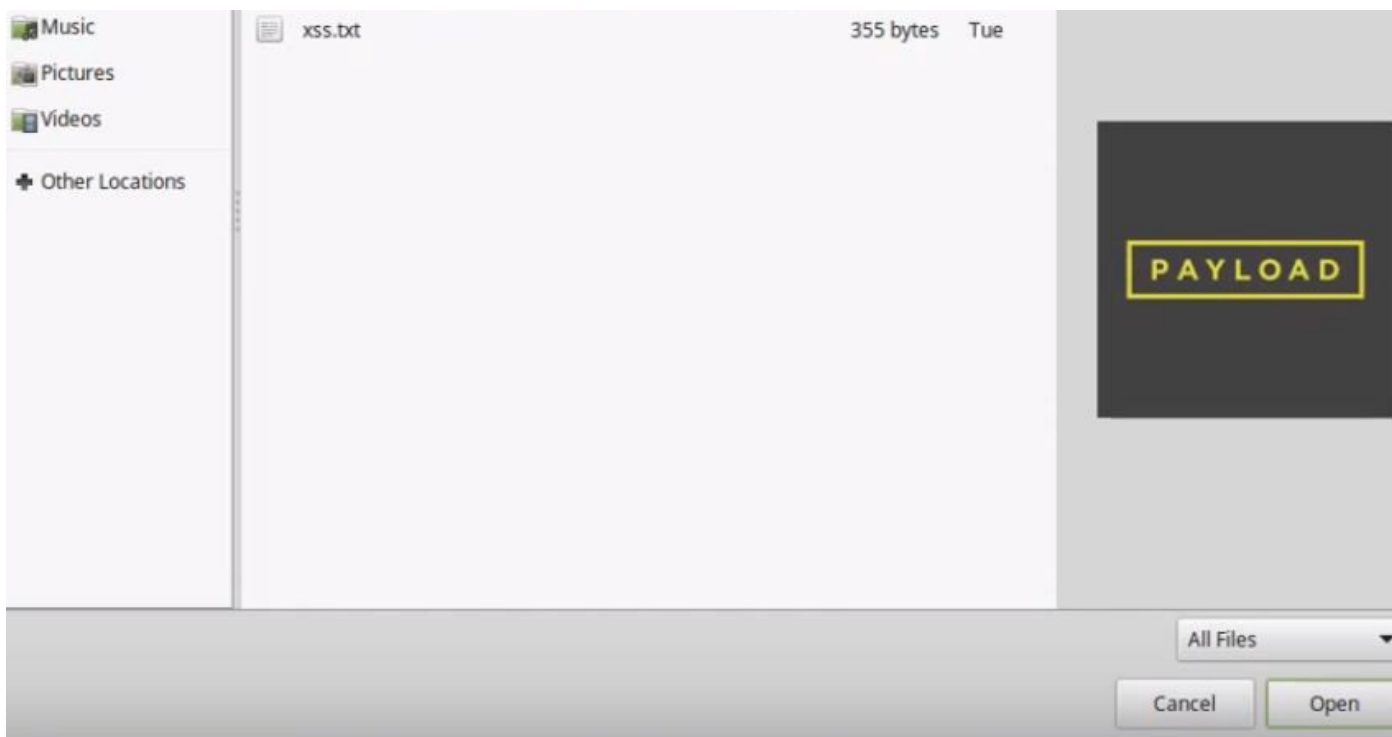 Music
xss.txt 355 bytes Tue
Pictures
Videos
Other Locations
PAYLOAD
All Files
Cancel Open